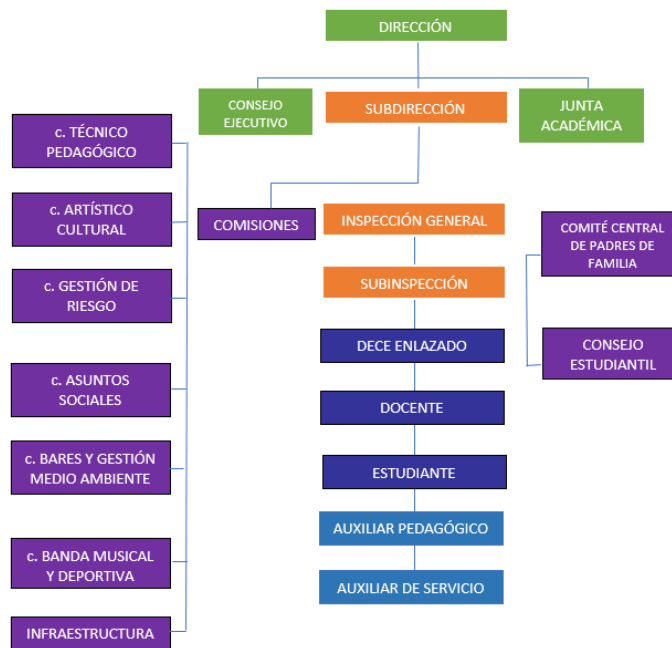 DIRECCIÓN
CONSEJO
EJECUTIVO
SUBDIRECCIÓN
JUNTA
ACADÉMICA
c. TÉCNICO
PEDAGÓGICO
c. ARTÍSTICO
CULTURAL
c. GESTIÓN DE
RIESGO
c. ASUNTOS
SOCIALES
c. BARES Y GESTIÓN
MEDIO AMBIENTE
c. BANDA MUSICAL
Y DEPORTIVA
INFRAESTRUCTURA
COMISIONES
INSPECCIÓN GENERAL
SUBINSPECCIÓN
DECE ENLAZADO
DOCENTE
ESTUDIANTE
AUXILIAR PEDAGÓGICO
AUXILIAR DE SERVICIO
COMITÉ CENTRAL
DE PADRES DE
FAMILIA
CONSEJO
ESTUDIANTIL